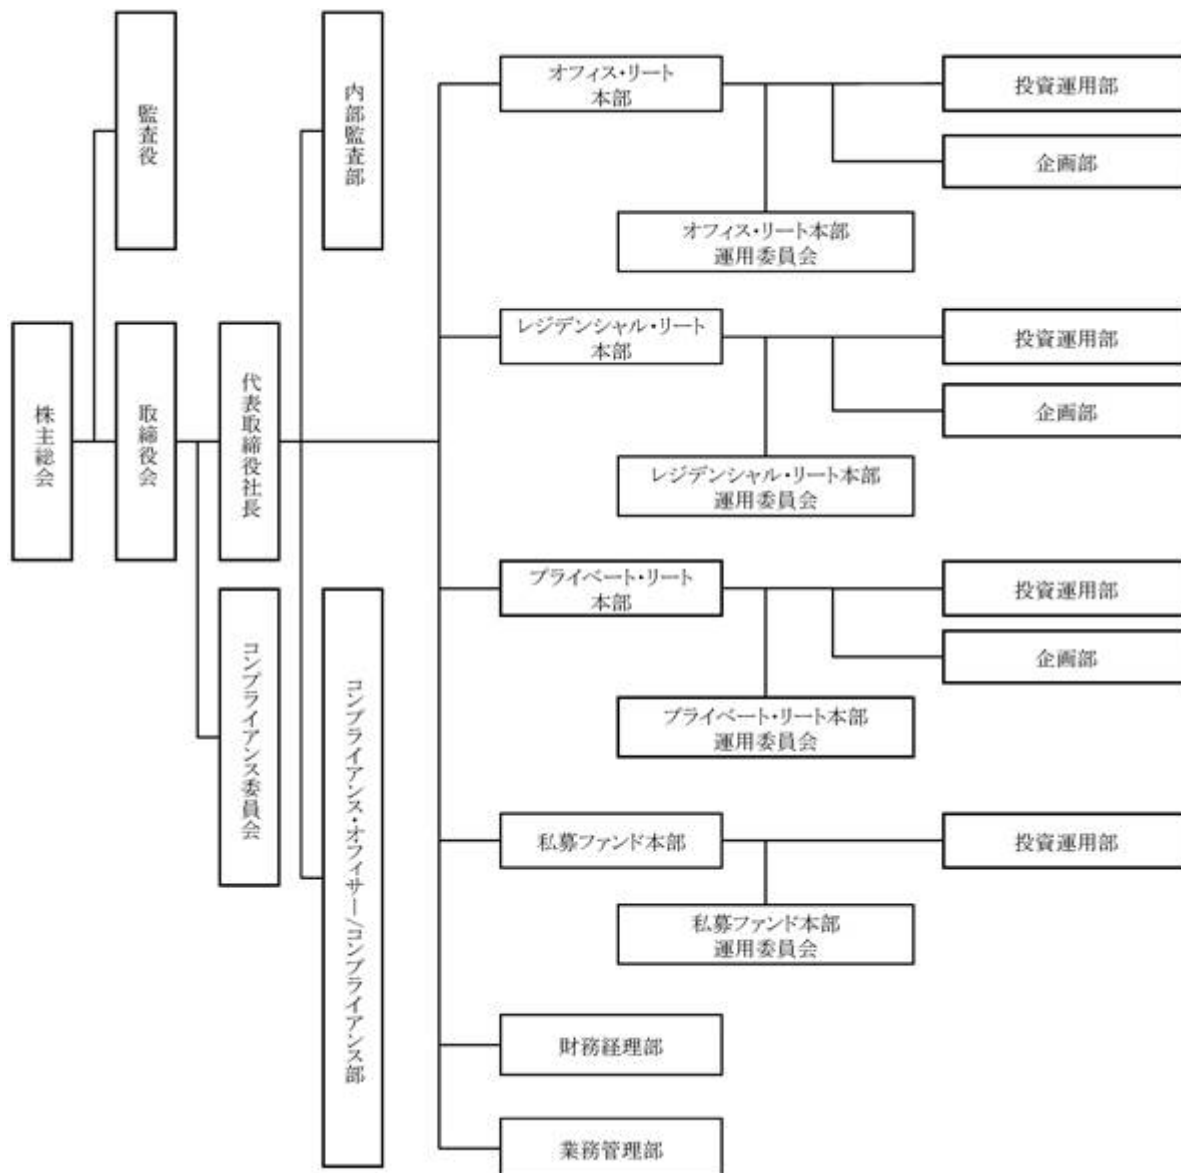 株主総会
監査役
取締役会
代表取締役社長
コンプライアンス委員会
内部監査部
コンプライアンス・オフィサー/コンプライアンス部
オフィス・リート
本部
投資運用部
企画部
オフィス・リート本部
運用委員会
レジデンシャル・リート
本部
投資運用部
企画部
レジデンシャル・リート本部
運用委員会
プライベート・リート
本部
投資運用部
企画部
プライベート・リート本部
運用委員会
私募ファンド本部
投資運用部
私募ファンド本部
運用委員会
財務経理部
業務管理部